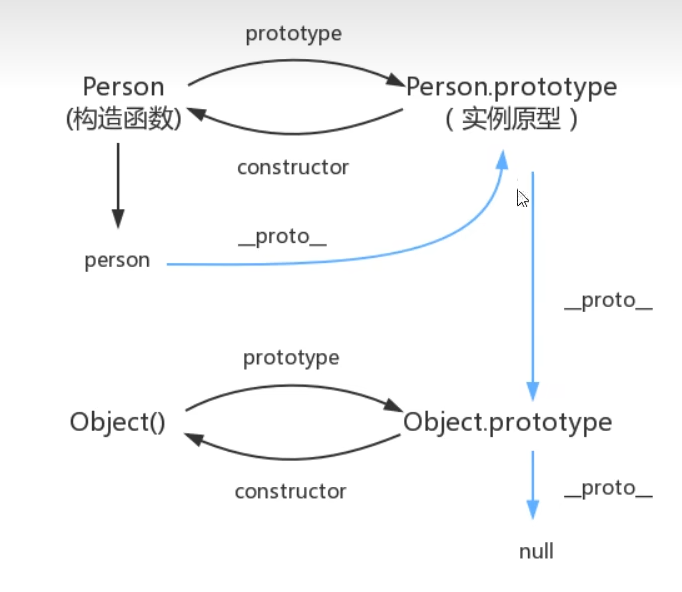 prototype
Person
Person.prototype
(构造函数)
( 实例原型 )
constructor
__proto__
person
__proto__
prototype
Object()
Object.prototype
constructor
__proto__
null